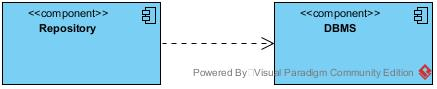 <<component>>
Repository
<<component>>
DBMS
Powered By Visual Paradigm Community Edition